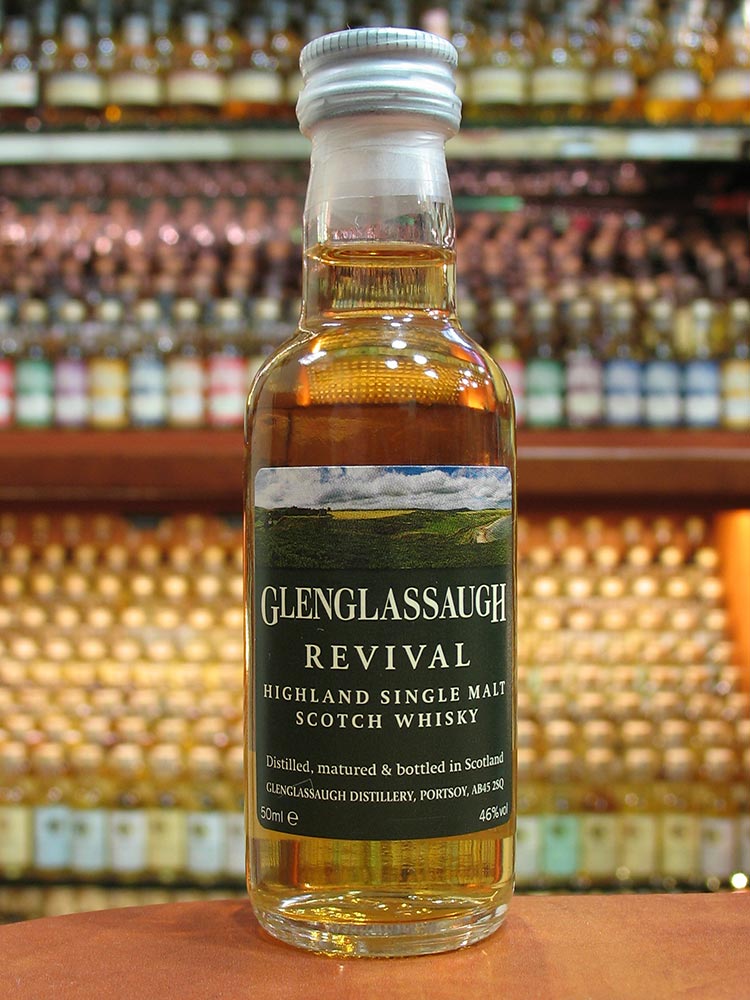 GLENGLASSAUGH
REVIVAL
HIGHLAND SINGLE MALT
SCOTCH WHISKY
Distilled, matured & bottled in Scotland
GLENGLASSAUGH DISTILLERY, PORTSOY, AB45 2SQ
50ml ℮ 46%vol